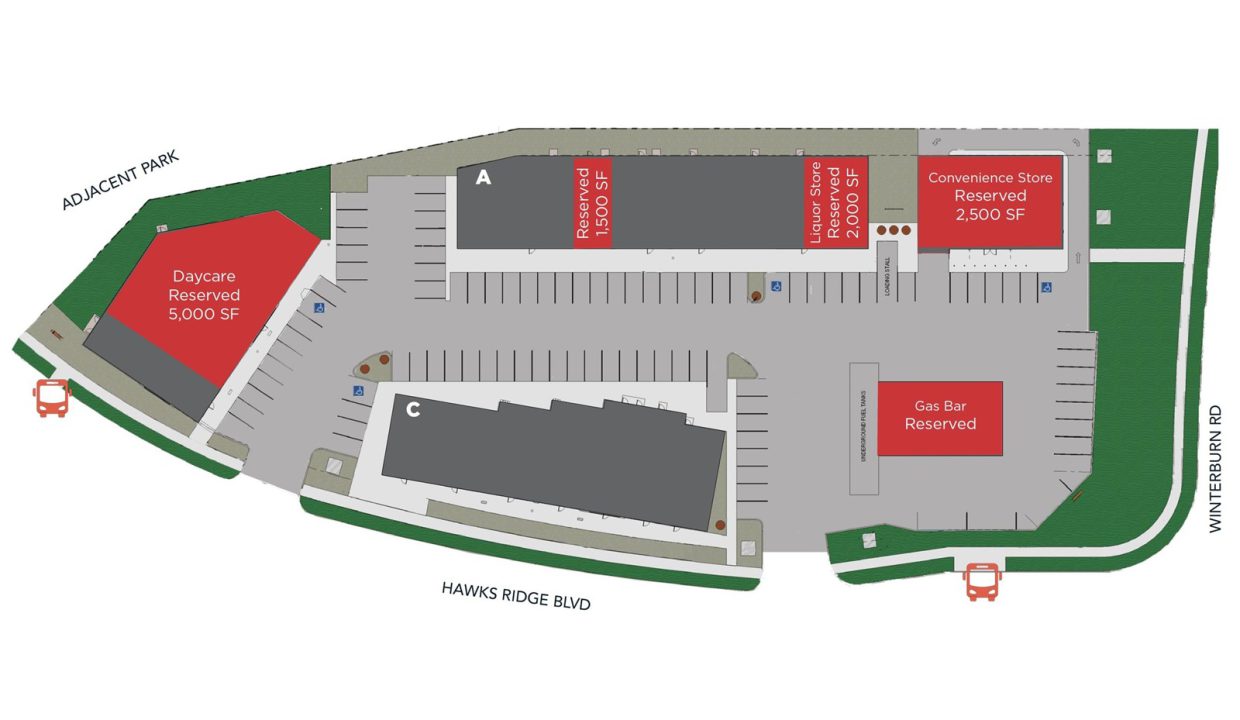 ADJACENT PARK
A
Reserved
1,500 SF
Liquor Store
Reserved
2,000 SF
Convenience Store
Reserved
2,500 SF
Daycare
Reserved
5,000 SF
LOADING STALL
C
UNDERGROUND FUEL TANKS
Gas Bar
Reserved
WINTERBURN RD
HAWKS RIDGE BLVD